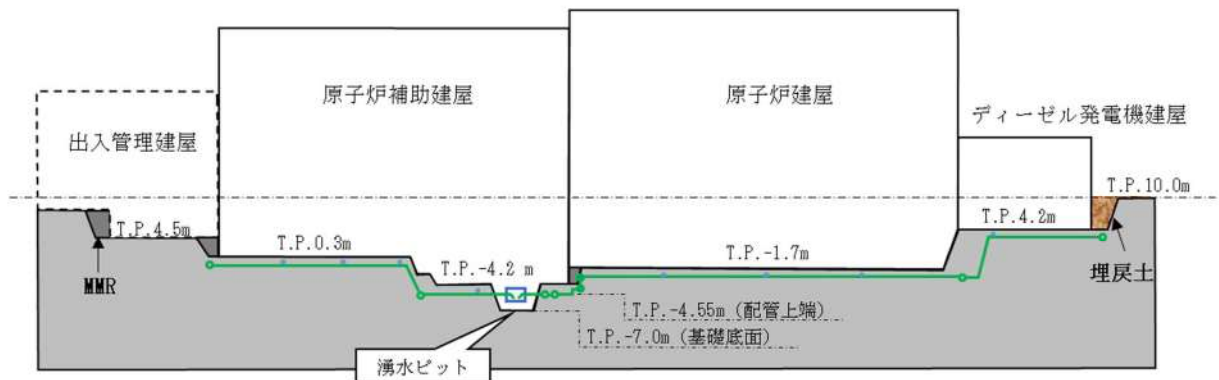 原子炉補助建屋
原子炉建屋
ディーゼル発電機建屋
出入管理建屋
T.P.10.0m
T.P.4.5m
T.P.0.3m
T.P.-4.2 m
T.P.-1.7m
T.P.4.2m
MMR
埋戻土
T.P.-4.55m（配管上端）
T.P.-7.0m（基礎底面）
湧水ピット